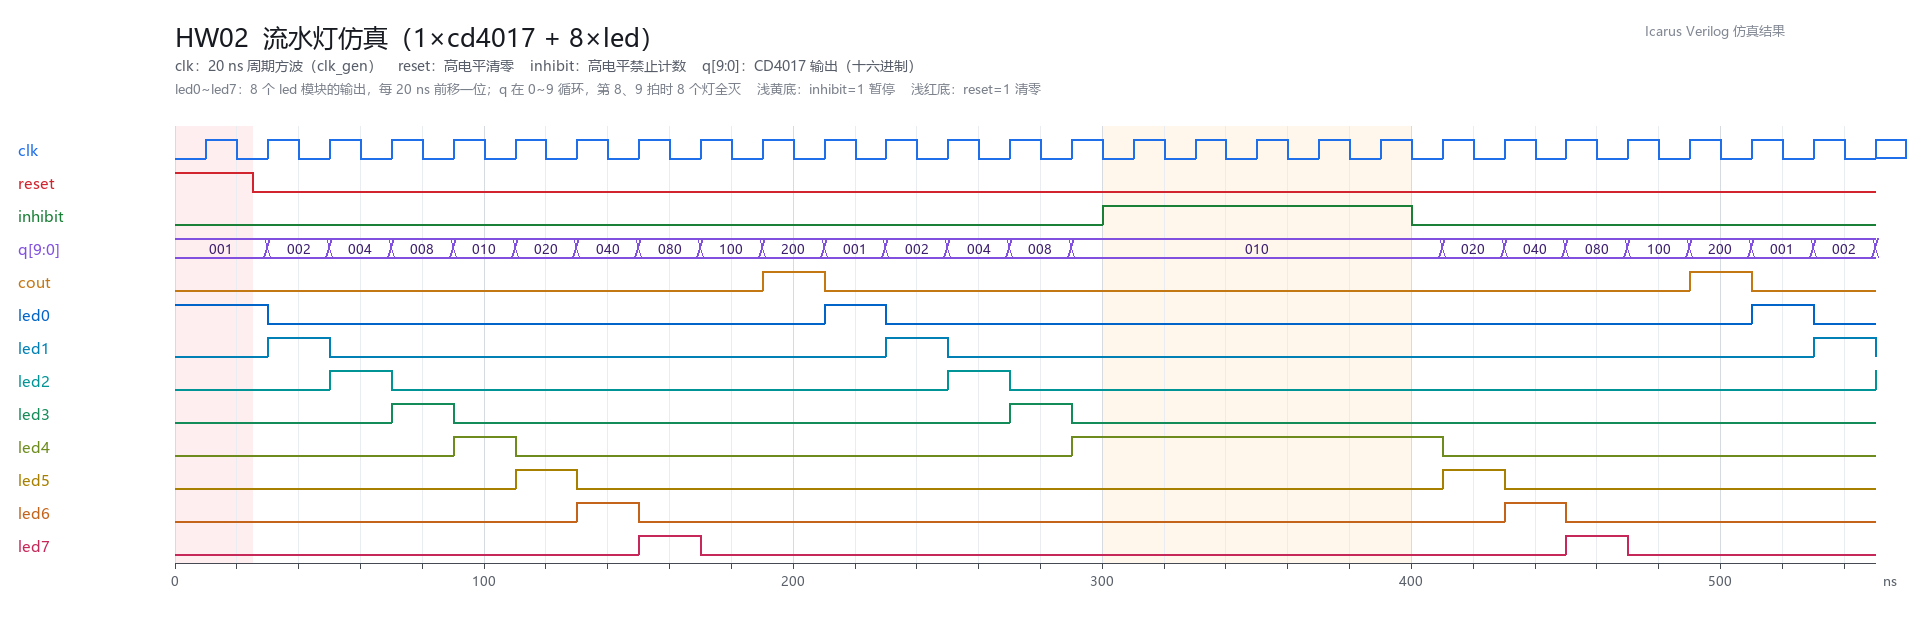 HW02 流水灯仿真（1×cd4017 + 8×led）
Icarus Verilog 仿真结果
clk：20 ns 周期方波（clk_gen） reset：高电平清零 inhibit：高电平禁止计数 q[9:0]：CD4017 输出（十六进制）
led0~led7：8 个 led 模块的输出，每 20 ns 前移一位；q 在 0~9 循环，第 8、9 拍时 8 个灯全灭 浅黄底：inhibit=1 暂停 浅红底：reset=1 清零
clk
reset
inhibit
q[9:0] 001 002 004 008 010 020 040 080 100 200 001 002 004 008 010 020 040 080 100 200 001 002
cout
led0
led1
led2
led3
led4
led5
led6
led7
0 100 200 300 400 500 ns